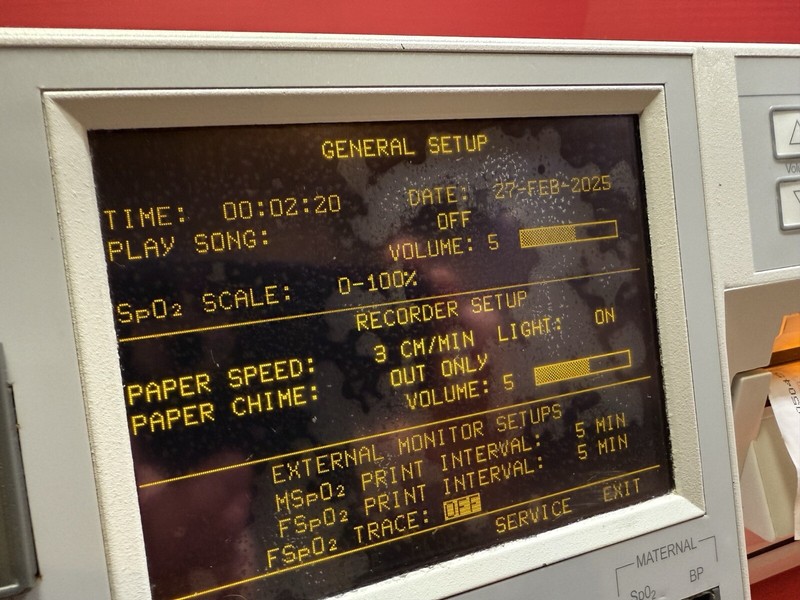 GENERAL SETUP
TIME: 00:02:20 DATE: 27-FEB-2025
PLAY SONG: OFF
VOLUME: 5
SpO₂ SCALE: 0-100%
RECORDER SETUP
PAPER SPEED: 3 CM/MIN LIGHT: ON
PAPER CHIME: OUT ONLY
VOLUME: 5
EXTERNAL MONITOR SETUPS
MSpO₂ PRINT INTERVAL: 5 MIN
FSpO₂ PRINT INTERVAL: 5 MIN
FSpO₂ TRACE: OFF
SERVICE EXIT
MATERNAL
SpO₂ BP